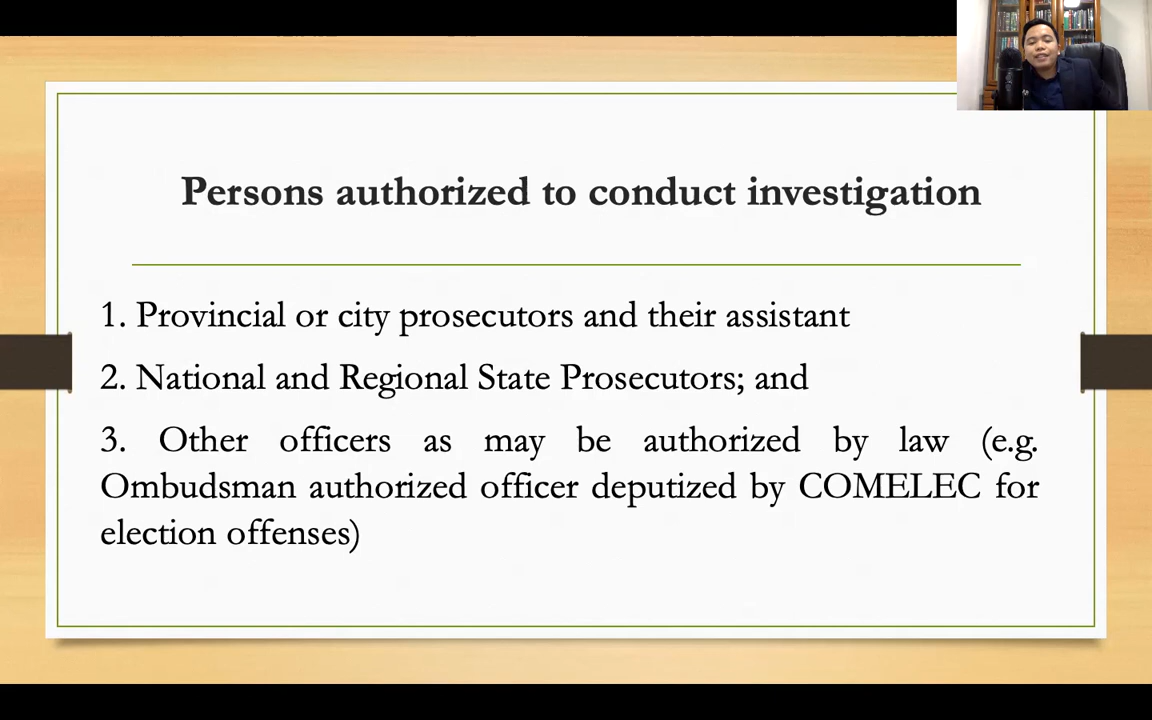 Persons authorized to conduct investigation
1. Provincial or city prosecutors and their assistant
2. National and Regional State Prosecutors; and
3. Other officers as may be authorized by law (e.g.
Ombudsman authorized officer deputized by COMELEC for
election offenses)